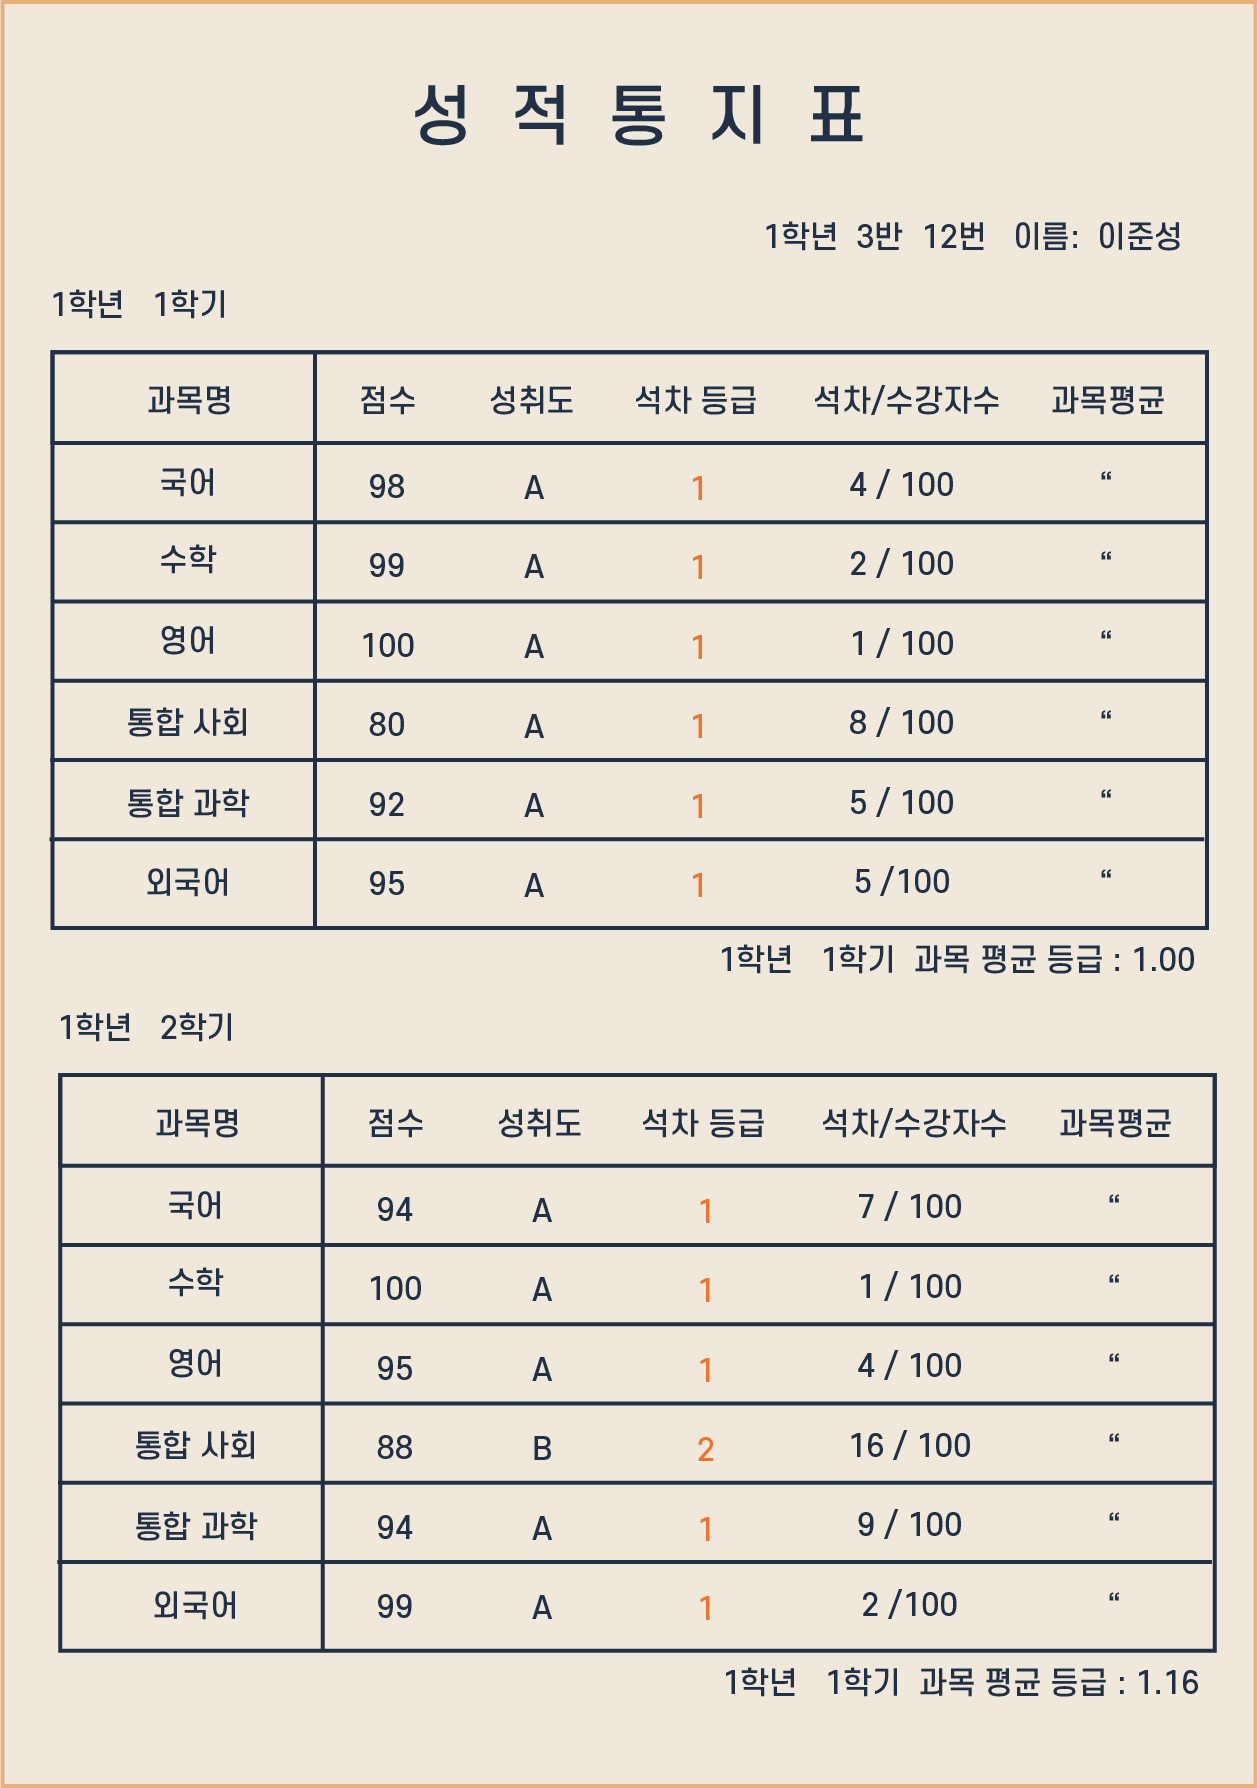 성 적 통 지 표
1학년 3반 12번 이름: 이준성
1학년 1학기
과목명 점수 성취도 석차 등급 석차/수강자수 과목평균
국어 98 A 1 4 / 100 “
수학 99 A 1 2 / 100 “
영어 100 A 1 1 / 100 “
통합 사회 80 A 1 8 / 100 “
통합 과학 92 A 1 5 / 100 “
외국어 95 A 1 5 /100 “
1학년 1학기 과목 평균 등급 : 1.00
1학년 2학기
과목명 점수 성취도 석차 등급 석차/수강자수 과목평균
국어 94 A 1 7 / 100 “
수학 100 A 1 1 / 100 “
영어 95 A 1 4 / 100 “
통합 사회 88 B 2 16 / 100 “
통합 과학 94 A 1 9 / 100 “
외국어 99 A 1 2 /100 “
1학년 1학기 과목 평균 등급 : 1.16